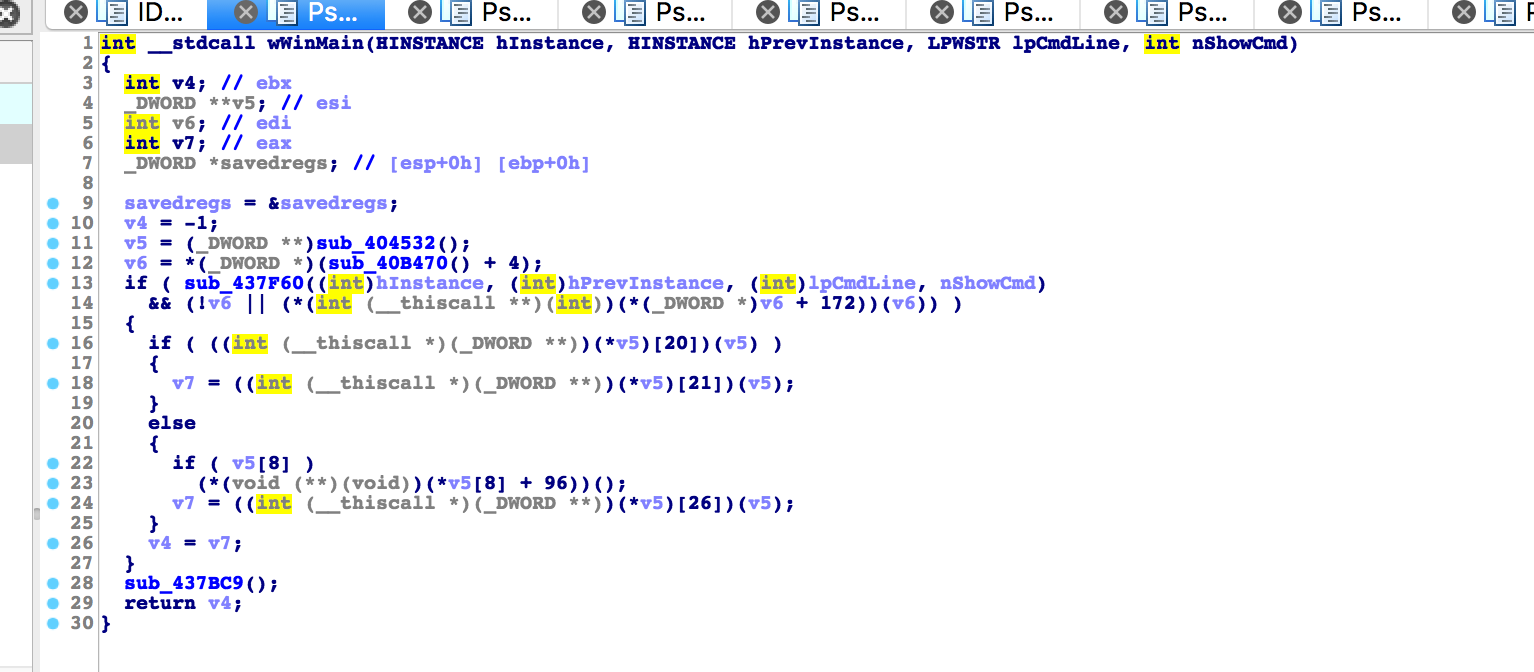 ID... Ps... Ps... Ps... Ps... Ps... Ps... Ps...
1 int __stdcall wWinMain(HINSTANCE hInstance, HINSTANCE hPrevInstance, LPWSTR lpCmdLine, int nShowCmd)
2 {
3 int v4; // ebx
4 _DWORD **v5; // esi
5 int v6; // edi
6 int v7; // eax
7 _DWORD *savedregs; // [esp+0h] [ebp+0h]
8
9 savedregs = &savedregs;
10 v4 = -1;
11 v5 = (_DWORD **)sub_404532();
12 v6 = *(_DWORD *)(sub_40B470() + 4);
13 if ( sub_437F60((int)hInstance, (int)hPrevInstance, (int)lpCmdLine, nShowCmd)
14 && (!v6 || (*(int (__thiscall **)(int))(*(_DWORD *)v6 + 172))(v6)) )
15 {
16 if ( ((int (__thiscall *)(_DWORD **))(*v5)[20])(v5) )
17 {
18 v7 = ((int (__thiscall *)(_DWORD **))(*v5)[21])(v5);
19 }
20 else
21 {
22 if ( v5[8] )
23 (*(void (**)(void))(*v5[8] + 96))();
24 v7 = ((int (__thiscall *)(_DWORD **))(*v5)[26])(v5);
25 }
26 v4 = v7;
27 }
28 sub_437BC9();
29 return v4;
30 }